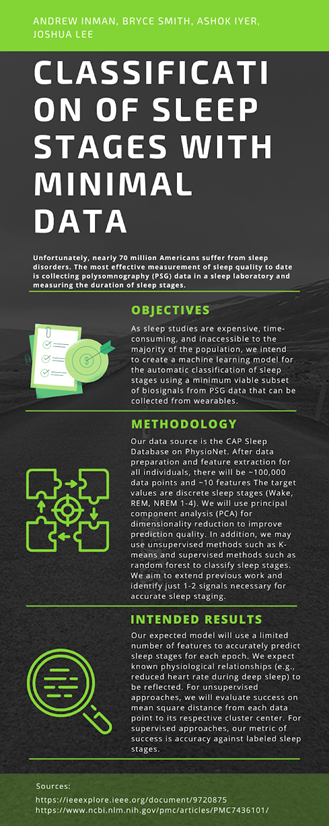 ANDREW INMAN, BRYCE SMITH, ASHOK IYER,
JOSHUA LEE
CLASSIFICATI
ON OF SLEEP
STAGES WITH
MINIMAL
DATA
Unfortunately, nearly 70 million Americans suffer from sleep
disorders. The most effective measurement of sleep quality to date
is collecting polysomnography (PSG) data in a sleep laboratory and
measuring the duration of sleep stages.
OBJECTIVES
As sleep studies are expensive, time-
consuming, and inaccessible to the
majority of the population, we intend
to create a machine learning model for
the automatic classification of sleep
stages using a minimum viable subset
of biosignals from PSG data that can be
collected from wearables.
METHODOLOGY
Our data source is the CAP Sleep
Database on PhysioNet. After data
preparation and feature extraction for
all individuals, there will be ~100,000
data points and ~10 features The target
values are discrete sleep stages (Wake,
REM, NREM 1-4). We will use principal
component analysis (PCA) for
dimensionality reduction to improve
prediction quality. In addition, we may
use unsupervised methods such as K-
means and supervised methods such as
random forest to classify sleep stages.
We aim to extend previous work and
identify just 1-2 signals necessary for
accurate sleep staging.
INTENDED RESULTS
Our expected model will use a limited
number of features to accurately predict
sleep stages for each epoch. We expect
known physiological relationships (e.g.,
reduced heart rate during deep sleep) to
be reflected. For unsupervised
approaches, we will evaluate success on
mean square distance from each data
point to its respective cluster center. For
supervised approaches, our metric of
success is accuracy against labeled sleep
stages.
Sources:
https://ieeexplore.ieee.org/document/9720875
https://www.ncbi.nlm.nih.gov/pmc/articles/PMC7436101/